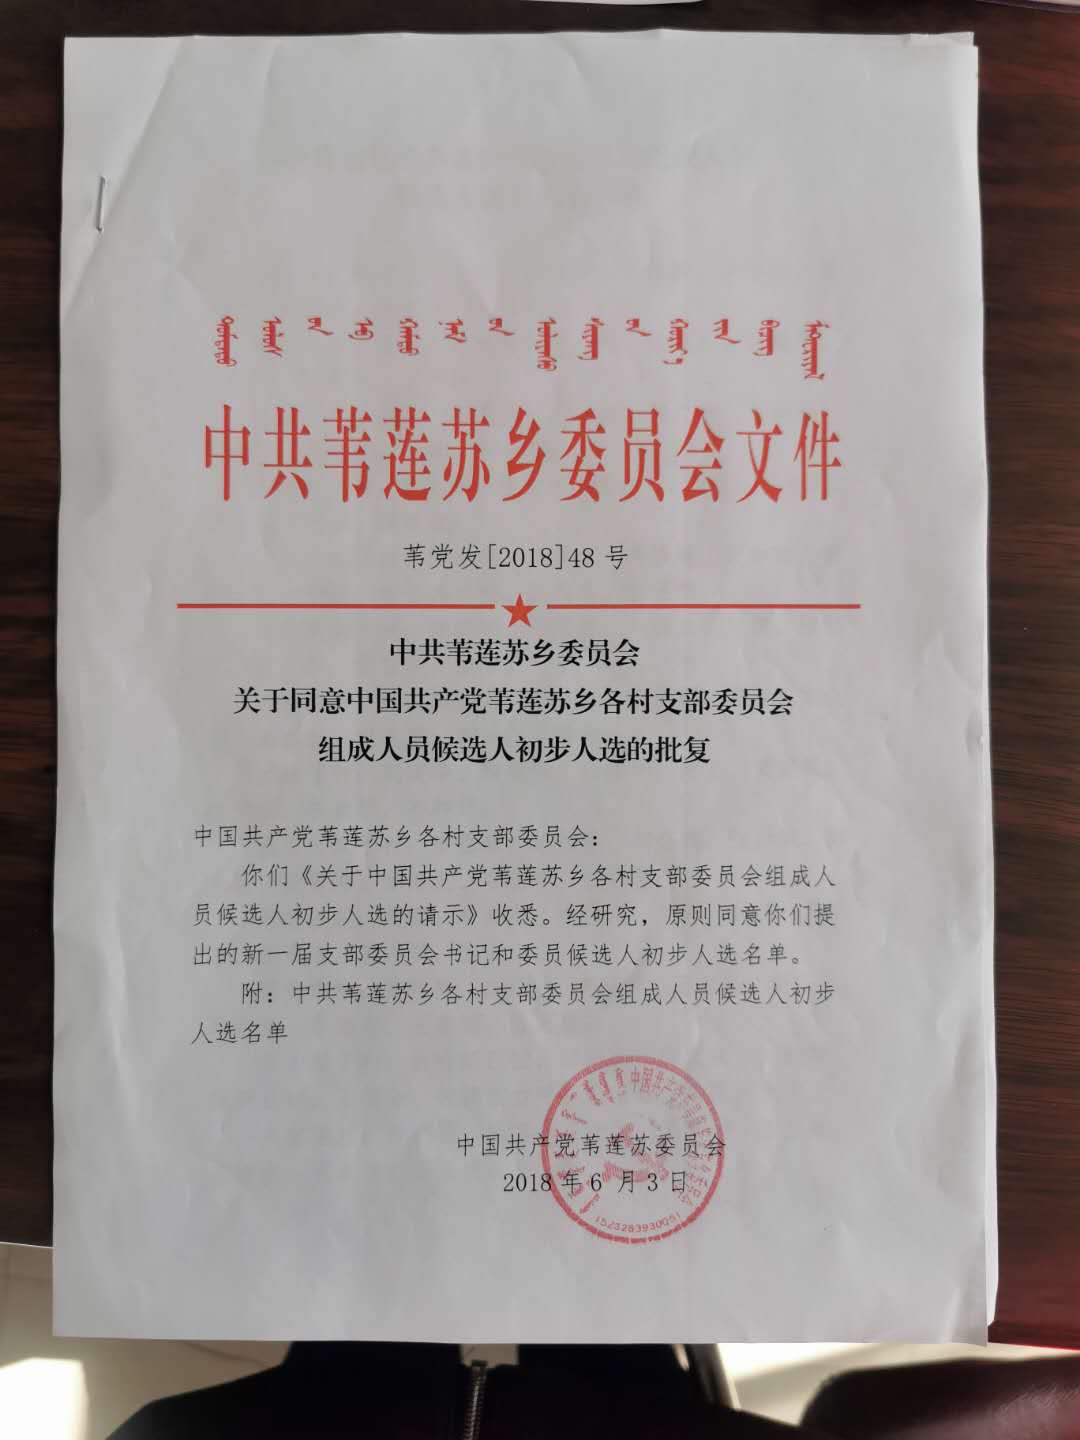 中共苇莲苏乡委员会文件
苇党发[2018]48 号
中共苇莲苏乡委员会
关于同意中国共产党苇莲苏乡各村支部委员会
组成人员候选人初步人选的批复
中国共产党苇莲苏乡各村支部委员会：
你们《关于中国共产党苇莲苏乡各村支部委员会组成人
员候选人初步人选的请示》收悉。经研究，原则同意你们提
出的新一届支部委员会书记和委员候选人初步人选名单。
附：中共苇莲苏乡各村支部委员会组成人员候选人初步
人选名单
中国共产党
中国共产党苇莲苏委员会
2018 年 6 月 3 日